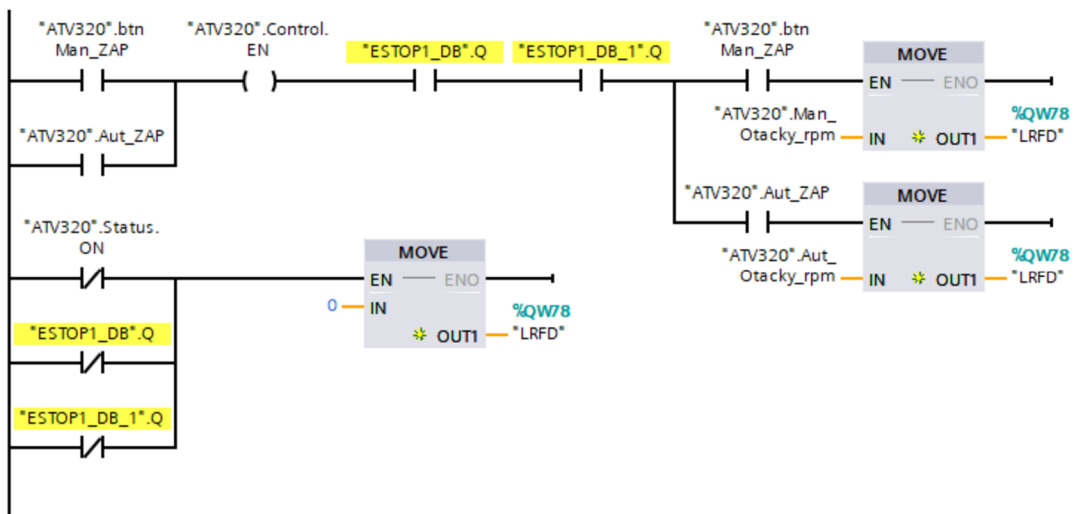 "ATV320".btn
Man_ZAP
"ATV320".Control.
EN
"ESTOP1_DB".Q
"ESTOP1_DB_1".Q
"ATV320".btn
Man_ZAP
MOVE
EN
ENO
"ATV320".Man_
Otacky_rpm
IN
OUT1
%QW78
"LRFD"
"ATV320".Aut_ZAP
"ATV320".Aut_ZAP
MOVE
EN
ENO
"ATV320".Aut_
Otacky_rpm
IN
OUT1
%QW78
"LRFD"
"ATV320".Status.
ON
MOVE
EN
ENO
0
IN
OUT1
%QW78
"LRFD"
"ESTOP1_DB".Q
"ESTOP1_DB_1".Q